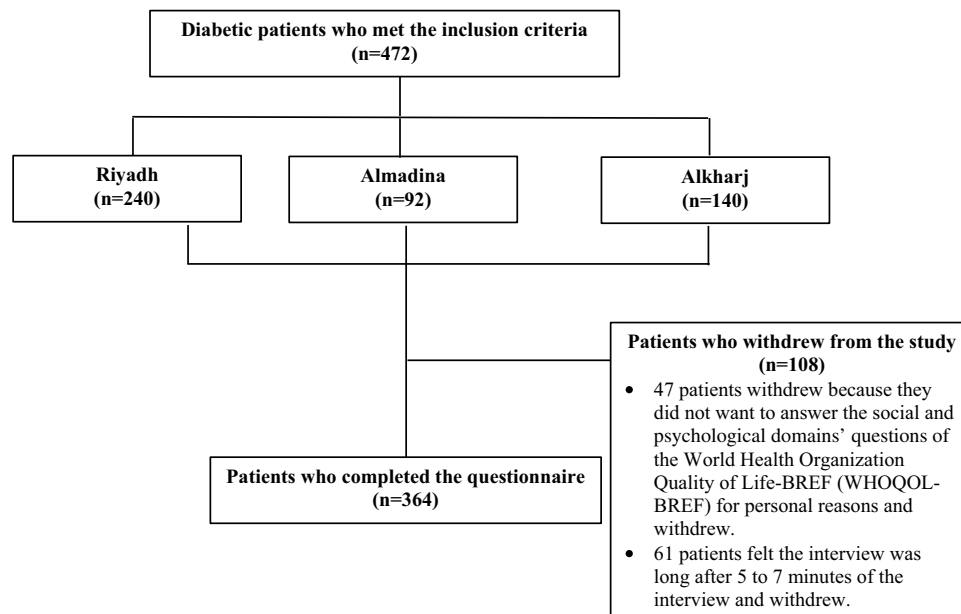 Diabetic patients who met the inclusion criteria
(n=472)
Riyadh
(n=240)
Almadina
(n=92)
Alkharj
(n=140)
Patients who withdrew from the study
(n=108)
• 47 patients withdrew because they
did not want to answer the social and
psychological domains’ questions of
the World Health Organization
Quality of Life-BREF (WHOQOL-
BREF) for personal reasons and
withdrew.
• 61 patients felt the interview was
long after 5 to 7 minutes of the
interview and withdrew.
Patients who completed the questionnaire
(n=364)